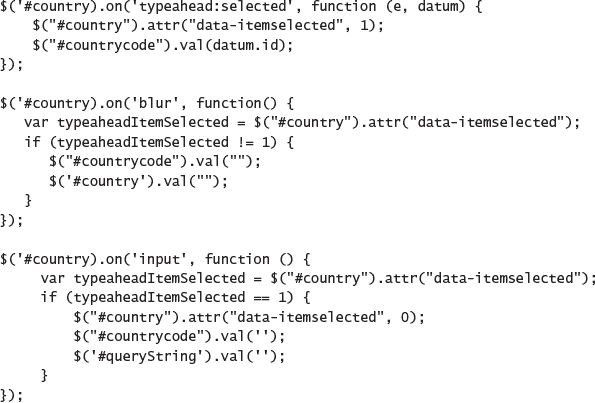 $('#country).on('typeahead:selected', function (e, datum) {
    $("#country").attr("data-itemselected", 1);
    $("#countrycode").val(datum.id);
});

$('#country).on('blur', function() {
   var typeaheadItemSelected = $("#country").attr("data-itemselected");
   if (typeaheadItemSelected != 1) {
      $("#countrycode").val("");
      $('#country').val("");
   }
});

$('#country).on('input', function () {
     var typeaheadItemSelected = $("#country").attr("data-itemselected");
     if (typeaheadItemSelected == 1) {
         $("#country").attr("data-itemselected", 0);
         $("#countrycode").val('');
         $('#queryString').val('');
     }
});